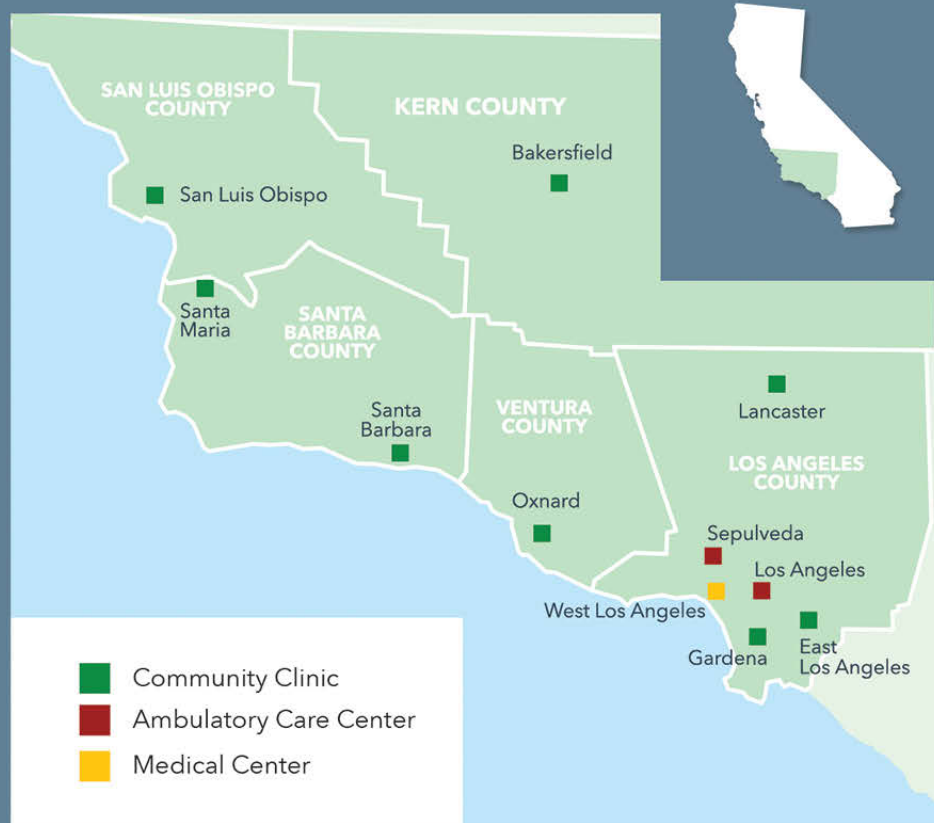 SAN LUIS OBISPO
COUNTY
KERN COUNTY
Bakersfield
San Luis Obispo
Santa
Maria
SANTA
BARBARA
COUNTY
Santa
Barbara
VENTURA
COUNTY
Lancaster
LOS ANGELES
COUNTY
Oxnard
Sepulveda
Los Angeles
West Los Angeles
Gardena
East
Los Angeles
Community Clinic
Ambulatory Care Center
Medical Center